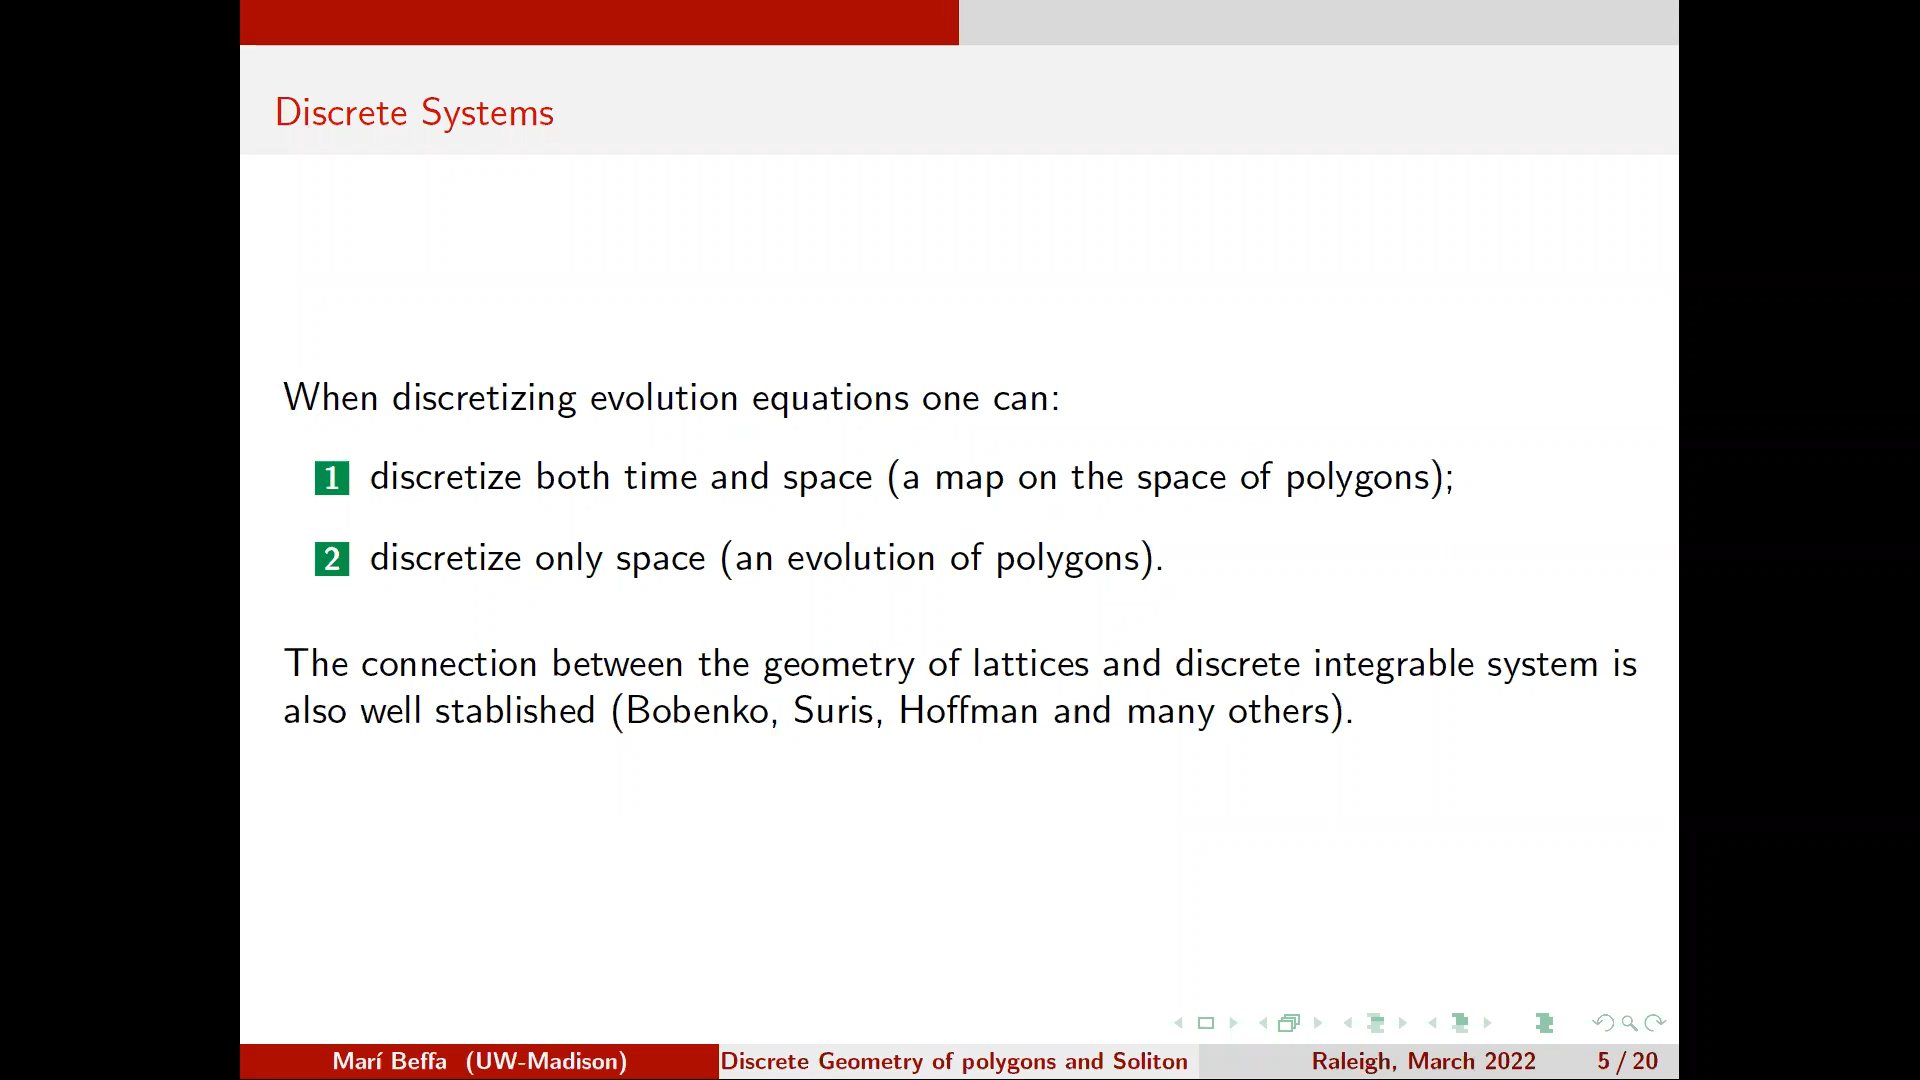 Discrete Systems
When discretizing evolution equations one can:
1 discretize both time and space (a map on the space of polygons);
2 discretize only space (an evolution of polygons).
The connection between the geometry of lattices and discrete integrable system is
also well stablished (Bobenko, Suris, Hoffman and many others).
Marí Beffa (UW-Madison) Discrete Geometry of polygons and Soliton Raleigh, March 2022 5 / 20